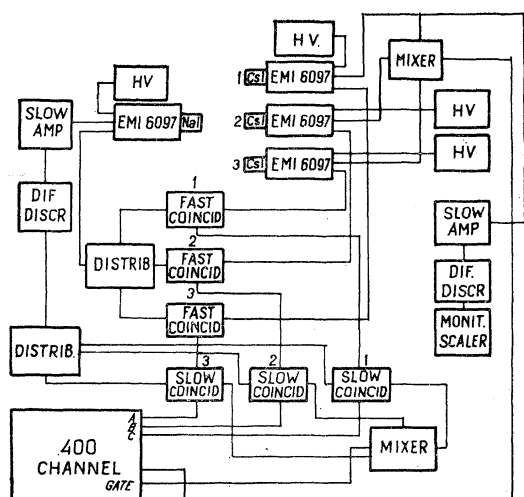 HV.
MIXER
1 CsI EMI 6097
HV
SLOW
AMP
EMI 6097 NaI
2 CsI EMI 6097
HV
3 CsI EMI 6097
HV
DIF
DISCR
1
FAST
COINCID
SLOW
AMP
2
DISTRIB
FAST
COINCID
DIF.
DISCR
3
FAST
COINCID
MONIT.
SCALER
DISTRIB.
3
SLOW
COINCID
2
SLOW
COINCID
1
SLOW
COINCID
A
B
C
400
CHANNEL
GATE
MIXER